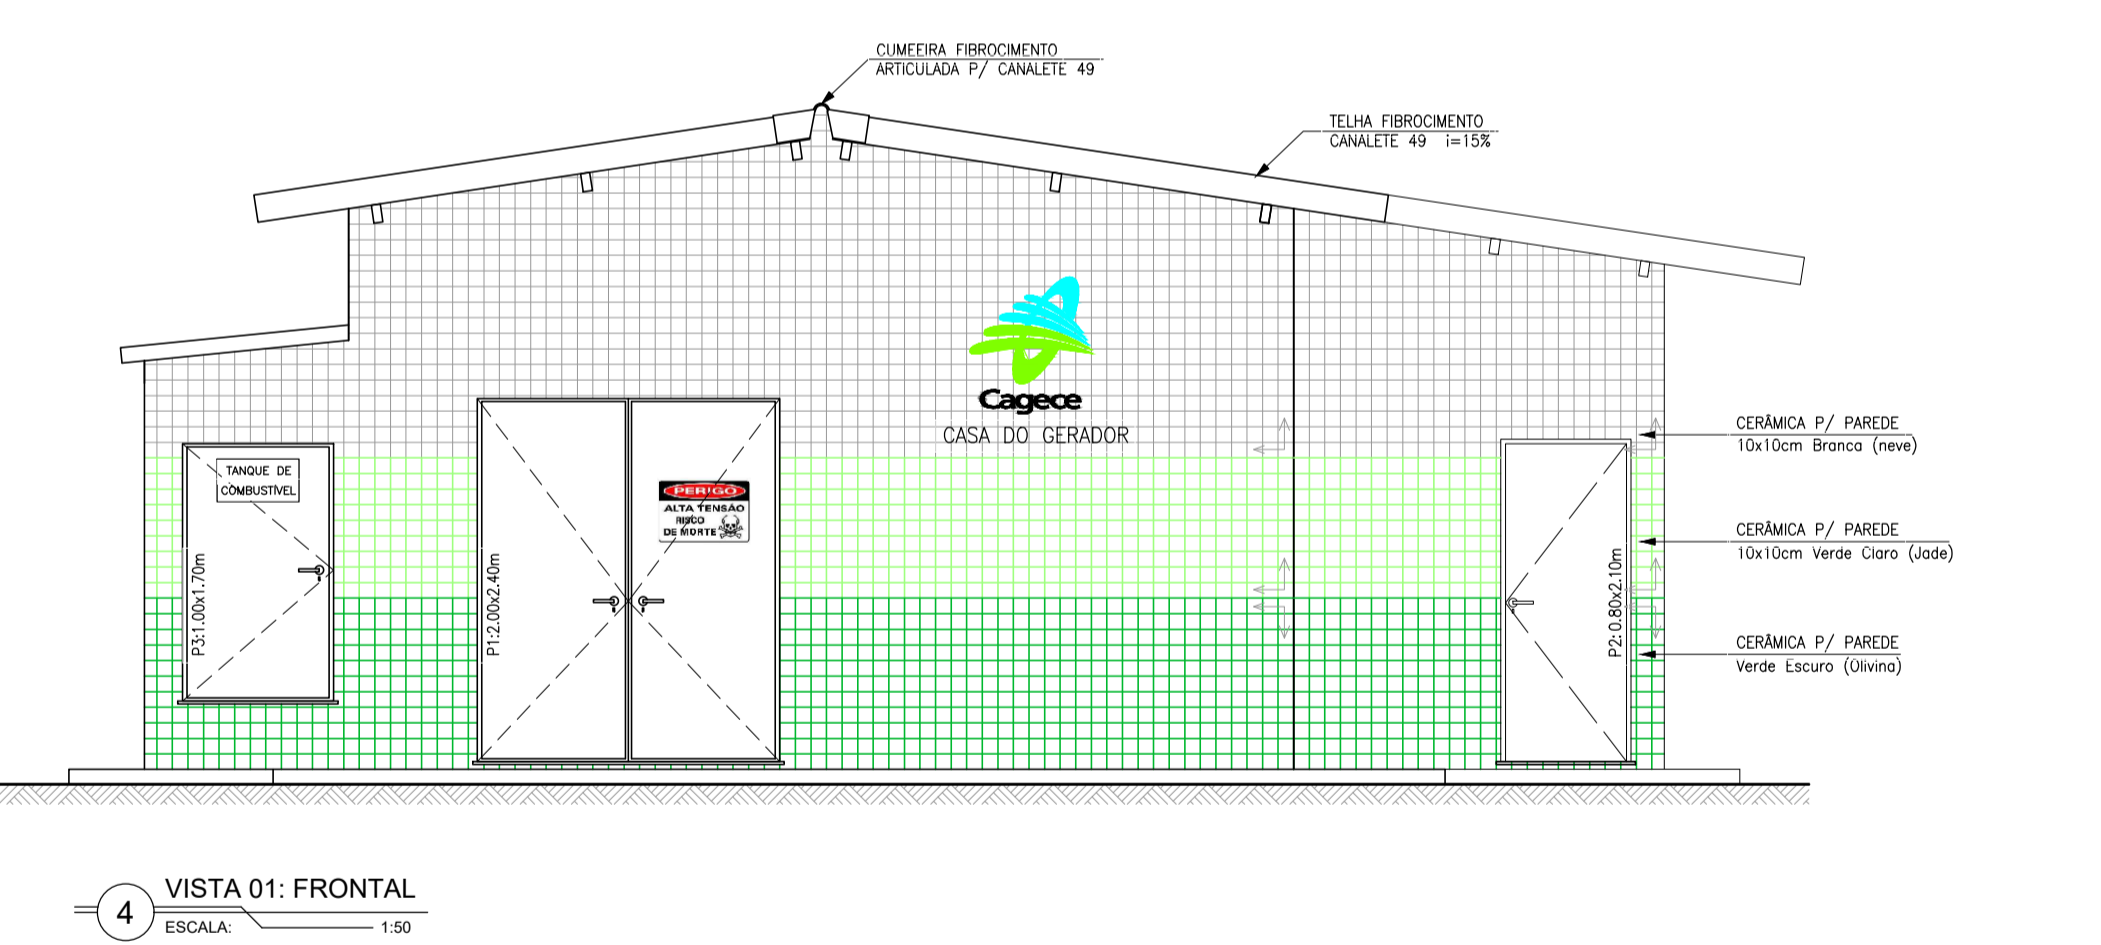 CUMEEIRA FIBROCIMENTO
ARTICULADA P/ CANALETE 49
TELHA FIBROCIMENTO
CANALETE 49 i=15%
Cagece
CASA DO GERADOR
TANQUE DE
COMBUSTÍVEL
P3:1.00x1.70m
P1:2.00x2.40m
PERIGO
ALTA TENSÃO
RISCO
DE MORTE
P2: 0.80x2.10m
CERÂMICA P/ PAREDE
10x10cm Branca (neve)
CERÂMICA P/ PAREDE
10x10cm Verde Claro (Jade)
CERÂMICA P/ PAREDE
Verde Escuro (Olivina)
4
VISTA 01: FRONTAL
ESCALA: 1:50